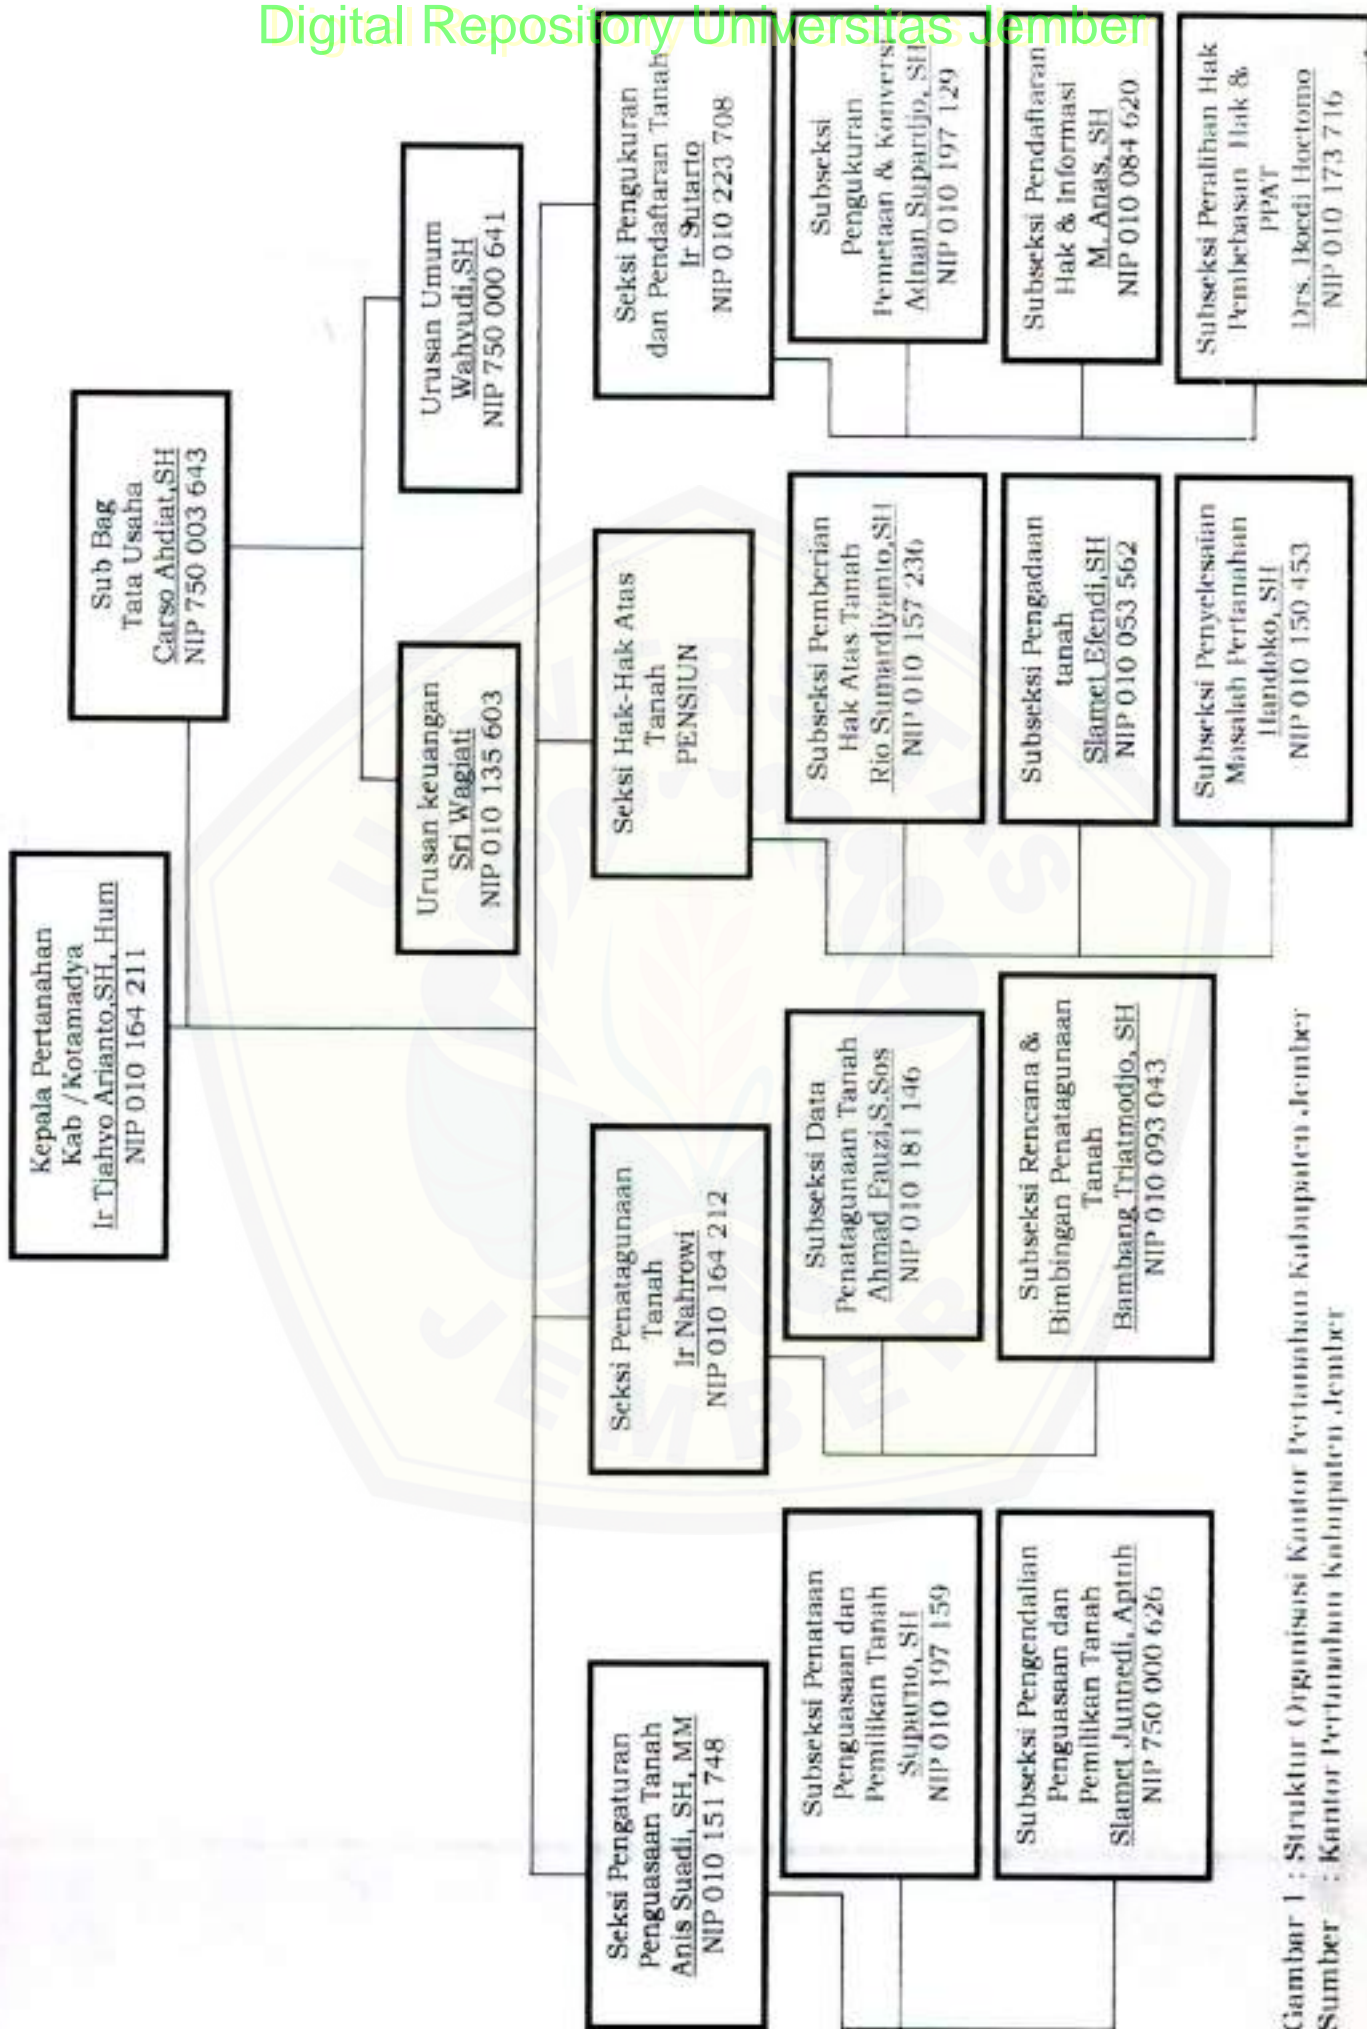 Digital Repository Universitas Jember
Kepala Pertanahan
Kab / Kotamadya
Ir Tjahyo Arianto,SH, Hum
NIP 010 164 211
Sub Bag
Tata Usaha
Carso Ahdiat,SH
NIP 750 003 643
Urusan keuangan
Sri Wagiati
NIP 010 135 603
Urusan Umum
Wahyudi,SH
NIP 750 000 641
Seksi Pengaturan
Penguasaan Tanah
Anis Suadi, SH, MM
NIP 010 151 748
Seksi Penatagunaan
Tanah
Ir Nahrowi
NIP 010 164 212
Seksi Hak-Hak Atas
Tanah
PENSIUN
Seksi Pengukuran
dan Pendaftaran Tanah
Ir Sutarto
NIP 010 223 708
Subseksi Penataan
Penguasaan dan
Pemilikan Tanah
Suparno, SH
NIP 010 197 159
Subseksi Pengendalian
Penguasaan dan
Pemilikan Tanah
Slamet Junnedi, Aptnh
NIP 750 000 626
Subseksi Data
Penatagunaan Tanah
Ahmad Fauzi,S.Sos
NIP 010 181 146
Subseksi Rencana &
Bimbingan Penatagunaan
Tanah
Bambang Triatmodjo, SH
NIP 010 093 043
Subseksi Pemberian
Hak Atas Tanah
Rio Sumardiyanto,SH
NIP 010 157 236
Subseksi Pengadaan
tanah
Slamet Efendi,SH
NIP 010 053 562
Subseksi Penyelesaian
Masalah Pertanahan
Handoko, SH
NIP 010 150 453
Subseksi
Pengukuran
Pemetaan & Konversi
Adnan Supardjo, SH
NIP 010 197 129
Subseksi Pendaftaran
Hak & Informasi
M. Anas, SH
NIP 010 084 620
Subseksi Peralihan Hak
Pembebasan Hak &
PPAT
Drs. Boedi Hoetomo
NIP 010 173 716
Gambar 1 : Struktur Organisasi Kantor Pertanahan Kabupaten Jember
Sumber : Kantor Pertanahan Kabupaten Jember
UNIVERSITAS
JEMBER